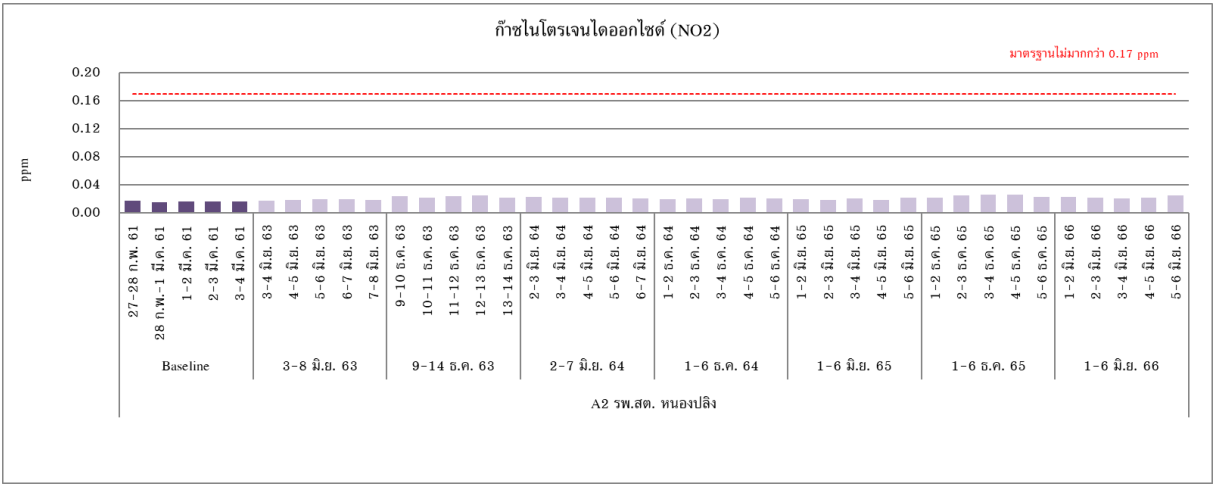 ก๊าซไนโตรเจนไดออกไซด์ (NO2)
มาตรฐานไม่มากกว่า 0.17 ppm
ppm
0.20
0.16
0.12
0.08
0.04
0.00
27-28 ก.พ. 61
28 ก.พ.-1 มี.ค. 61
1-2 มี.ค. 61
2-3 มี.ค. 61
3-4 มี.ค. 61
3-4 มิ.ย. 63
4-5 มิ.ย. 63
5-6 มิ.ย. 63
6-7 มิ.ย. 63
7-8 มิ.ย. 63
9-10 ธ.ค. 63
10-11 ธ.ค. 63
11-12 ธ.ค. 63
12-13 ธ.ค. 63
13-14 ธ.ค. 63
2-3 มิ.ย. 64
3-4 มิ.ย. 64
4-5 มิ.ย. 64
5-6 มิ.ย. 64
6-7 มิ.ย. 64
1-2 ธ.ค. 64
2-3 ธ.ค. 64
3-4 ธ.ค. 64
4-5 ธ.ค. 64
5-6 ธ.ค. 64
1-2 มิ.ย. 65
2-3 มิ.ย. 65
3-4 มิ.ย. 65
4-5 มิ.ย. 65
5-6 มิ.ย. 65
1-2 ธ.ค. 65
2-3 ธ.ค. 65
3-4 ธ.ค. 65
4-5 ธ.ค. 65
5-6 ธ.ค. 65
1-2 มิ.ย. 66
2-3 มิ.ย. 66
3-4 มิ.ย. 66
4-5 มิ.ย. 66
5-6 มิ.ย. 66
Baseline
3-8 มิ.ย. 63
9-14 ธ.ค. 63
2-7 มิ.ย. 64
1-6 ธ.ค. 64
1-6 มิ.ย. 65
1-6 ธ.ค. 65
1-6 มิ.ย. 66
A2 รพ.สต. หนองปลิง